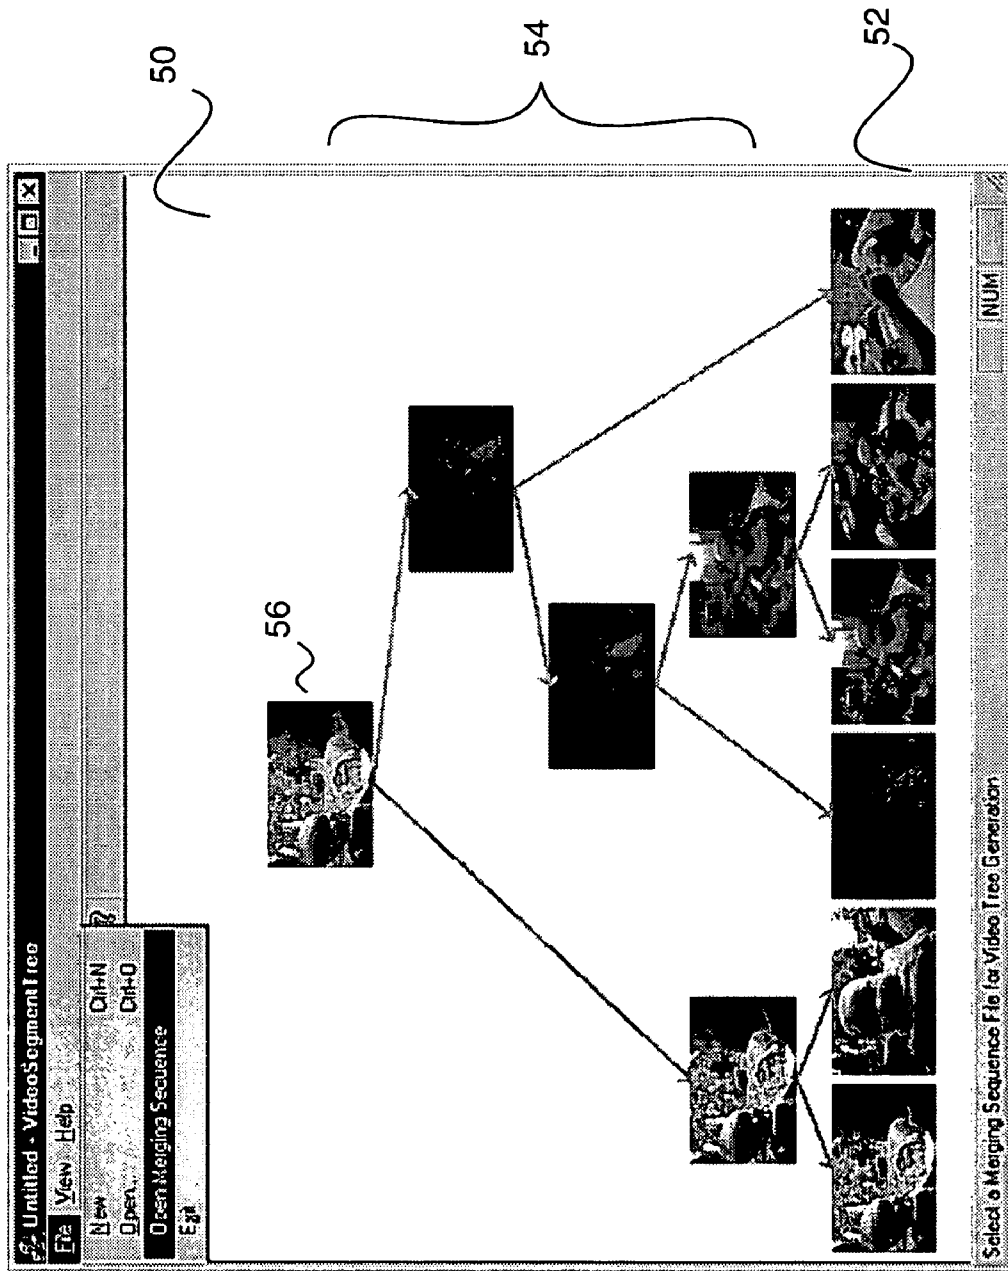 Untitled - VideoSegmentTree
File View Help
New Ctrl+N
Open... Ctrl+O
Open Merging Sequence
Exit
50
56
54
52
Select a Merging Sequence File for Video Tree Generation
NUM